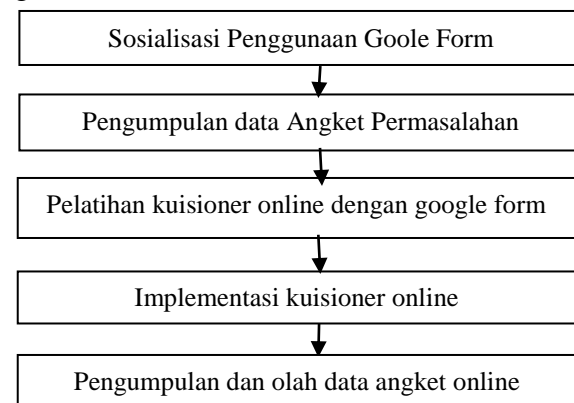 Sosialisasi Penggunaan Goole Form
Pengumpulan data Angket Permasalahan
Pelatihan kuisioner online dengan google form
Implementasi kuisioner online
Pengumpulan dan olah data angket online